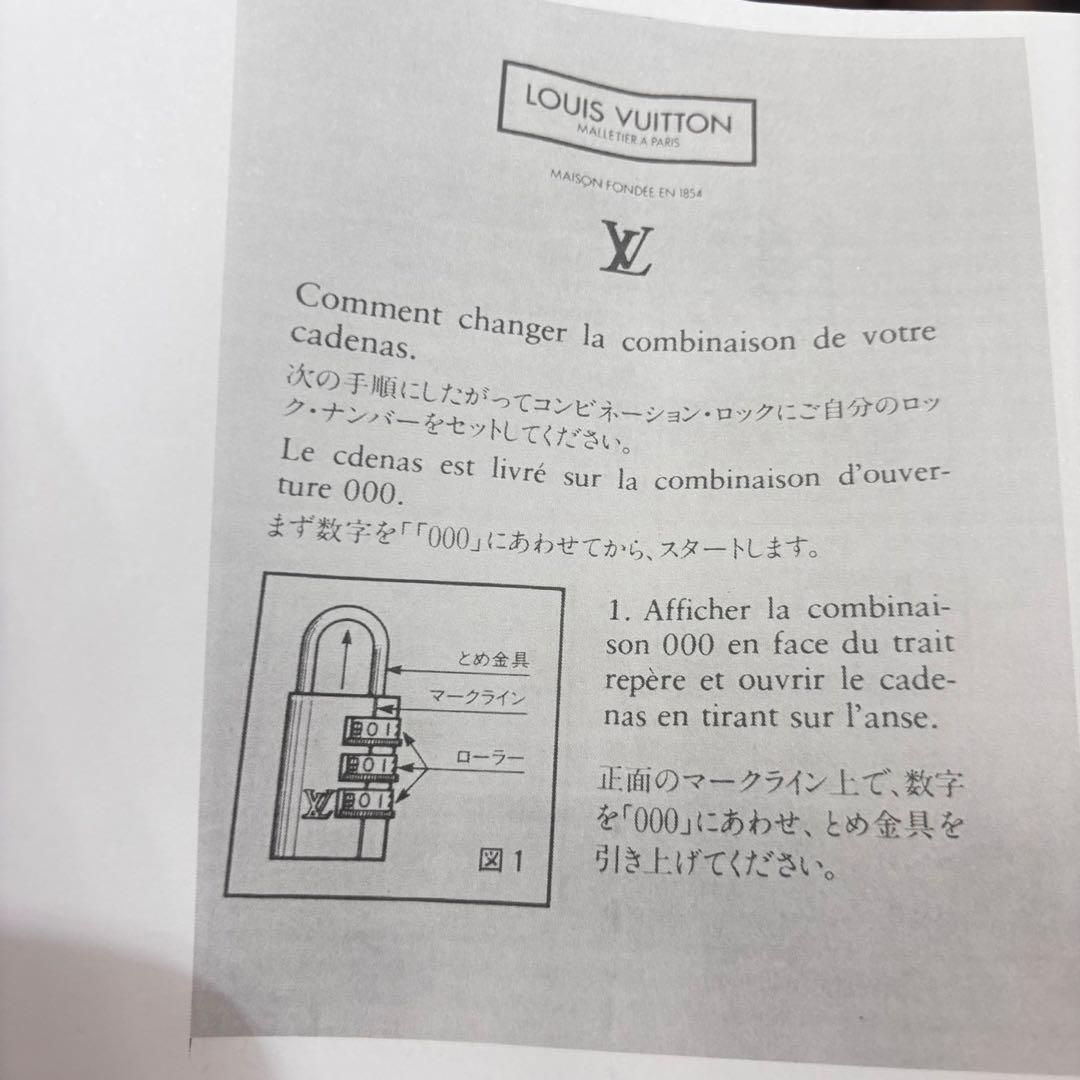 LOUIS VUITTON
MALLETIER À PARIS
MAISON FONDÉE EN 1854
LV
Comment changer la combinaison de votre
cadenas.
次の手順にしたがってコンビネーション・ロックにご自分のロッ
ク・ナンバーをセットしてください。
Le cdenas est livré sur la combinaison d'ouver-
ture 000.
まず数字を「「000」にあわせてから、スタートします。
とめ金具
マークライン
01
ローラー
01
LV
01
図1
1. Afficher la combinai-
son 000 en face du trait
repère et ouvrir le cade-
nas en tirant sur l'anse.
正面のマークライン上で、数字
を「000」にあわせ、とめ金具を
引き上げてください。